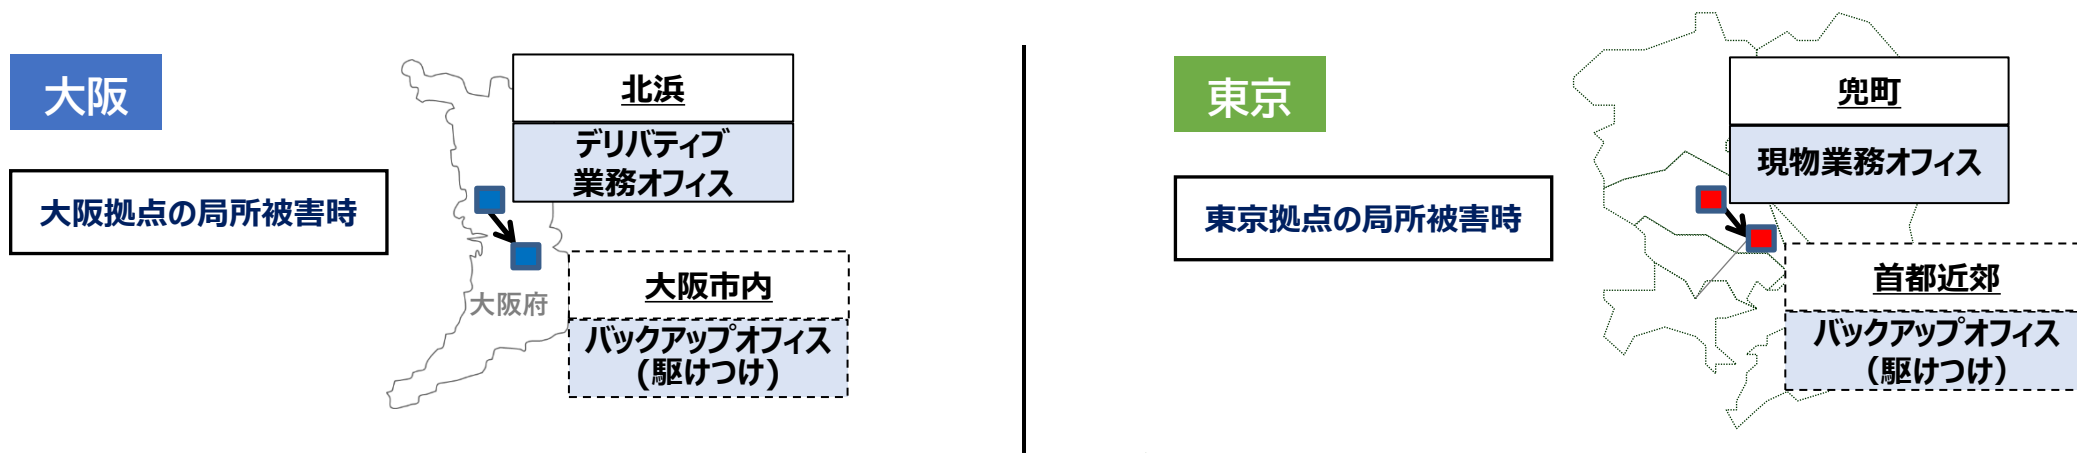 大阪
大阪拠点の局所被害時
北浜
デリバティブ
業務オフィス
大阪府
大阪市内
バックアップオフィス
(駆けつけ)
東京
東京拠点の局所被害時
兜町
現物業務オフィス
首都近郊
バックアップオフィス
（駆けつけ）